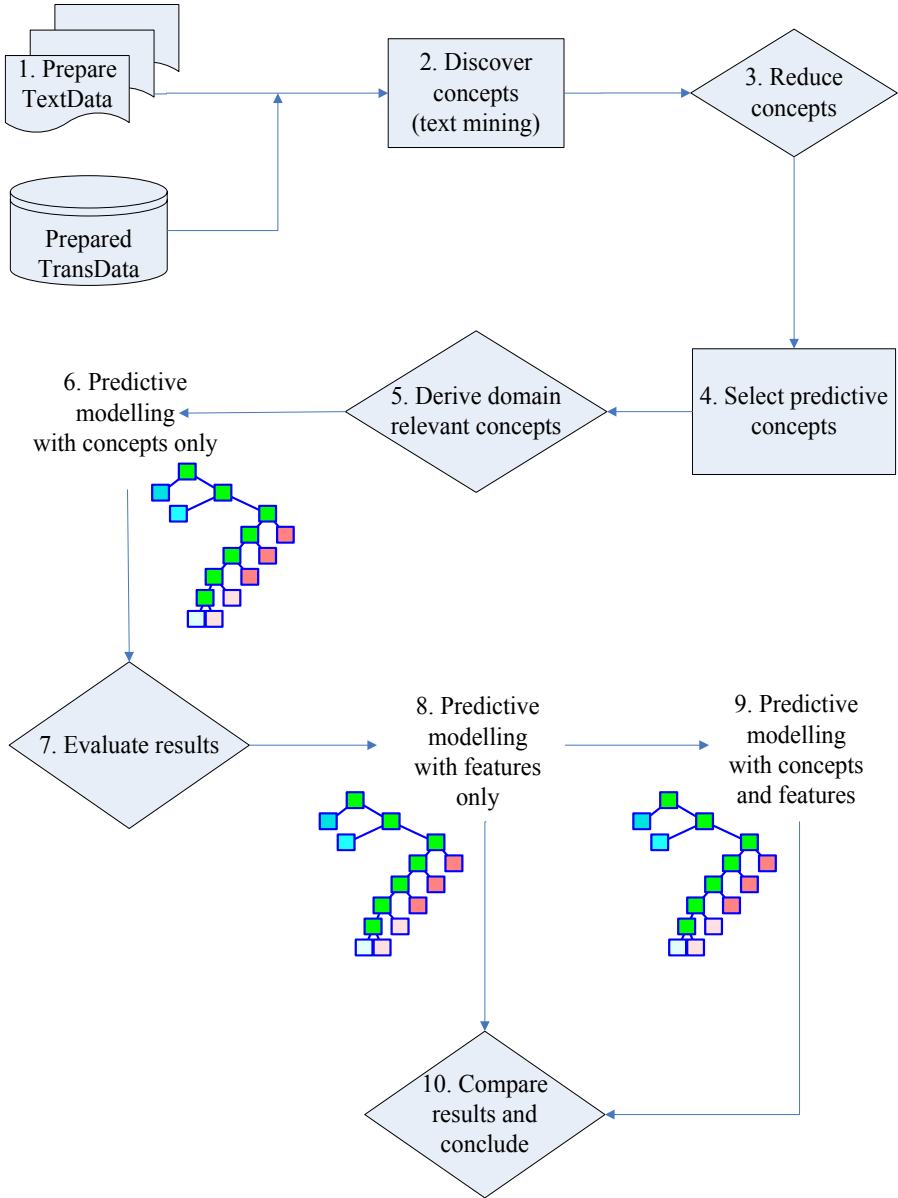 1. Prepare
TextData
2. Discover
concepts
(text mining)
3. Reduce
concepts
Prepared
TransData
4. Select predictive
concepts
5. Derive domain
relevant concepts
6. Predictive
modelling
with concepts only
7. Evaluate results
8. Predictive
modelling
with features
only
9. Predictive
modelling
with concepts
and features
10. Compare
results and
conclude